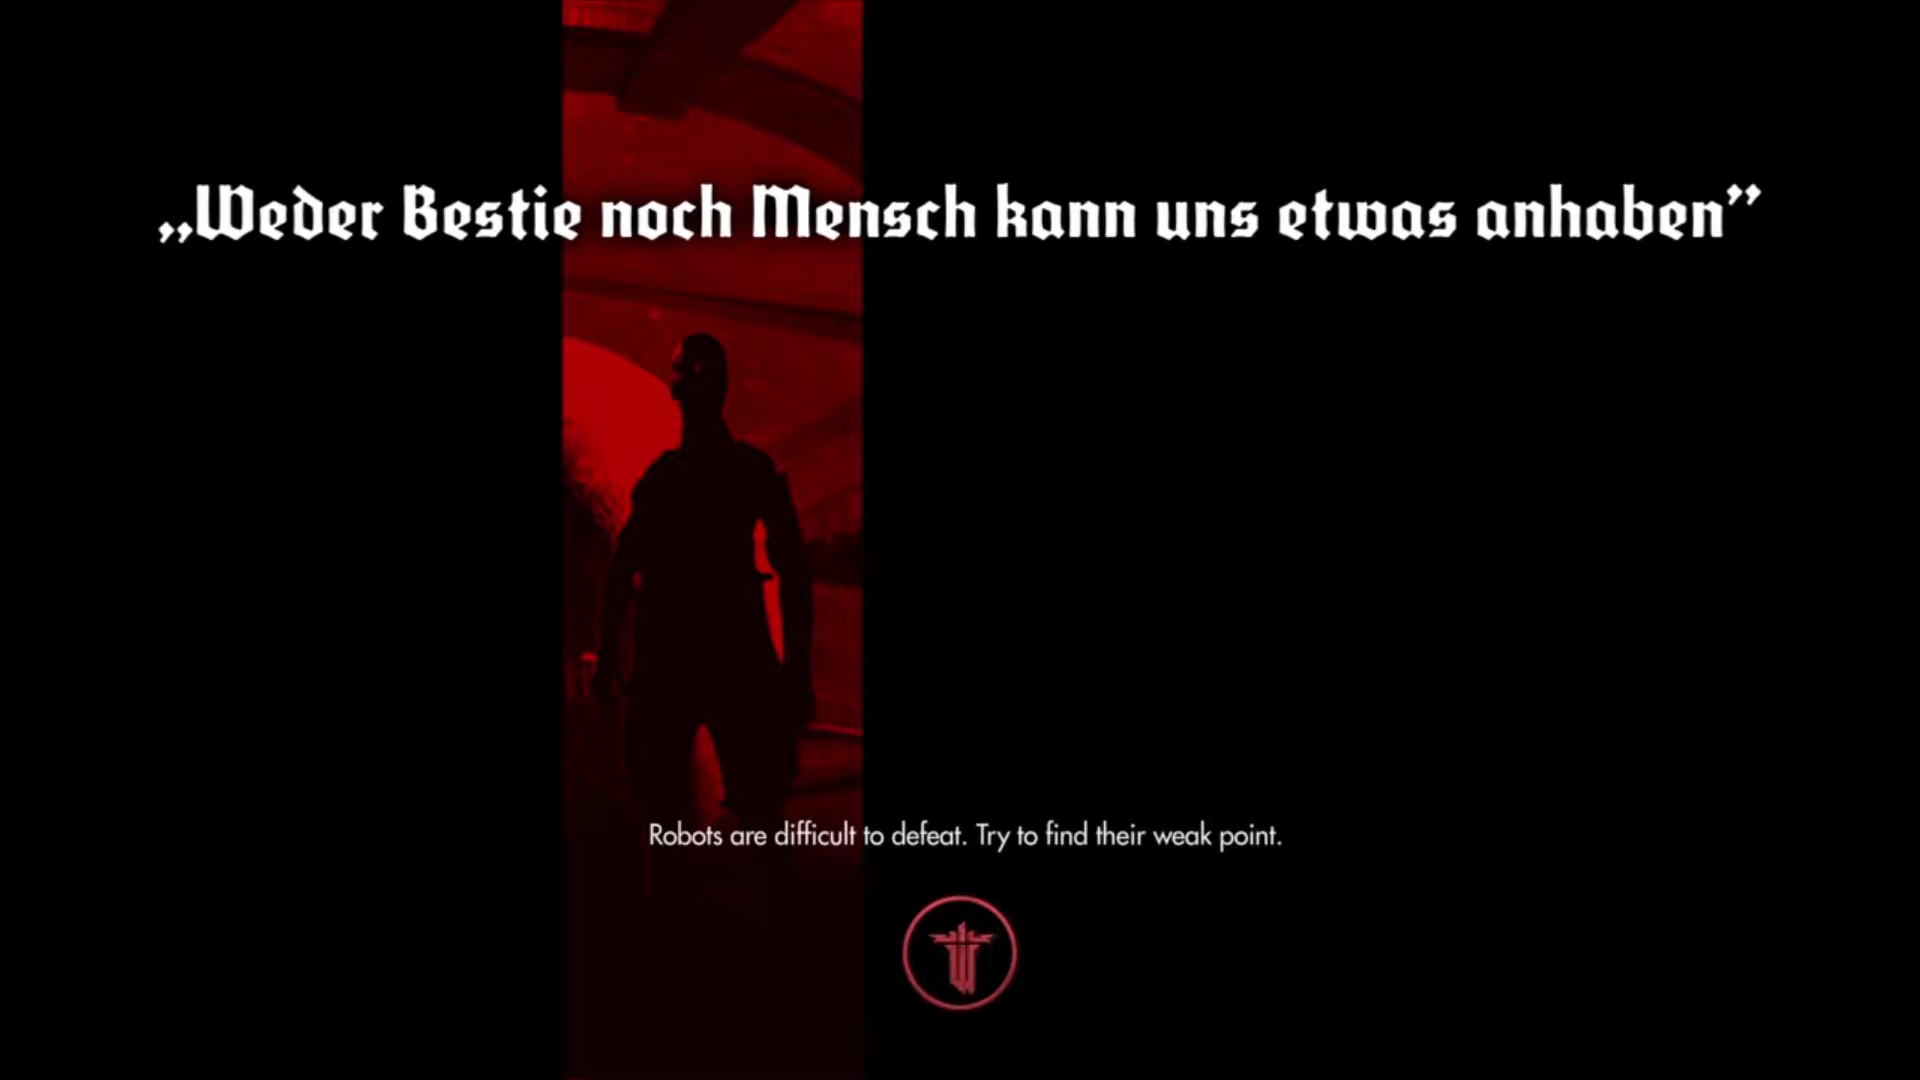 „Weder Bestie noch Mensch kann uns etwas anhaben”
Robots are difficult to defeat. Try to find their weak point.